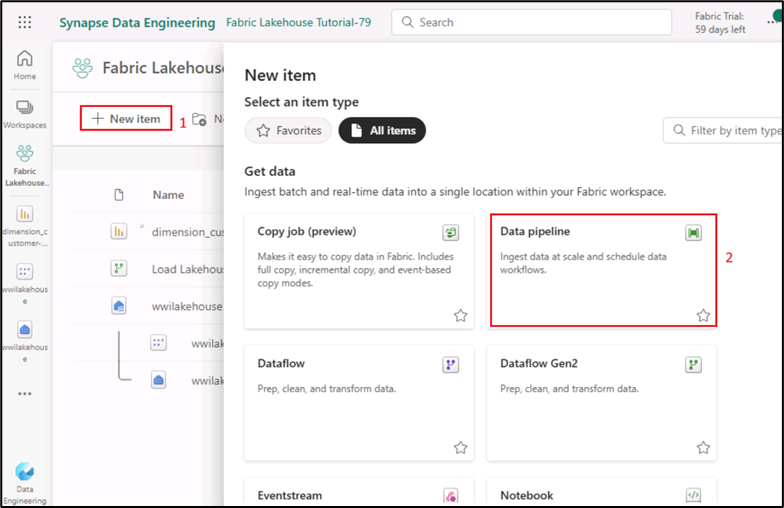 Synapse Data Engineering
Fabric Lakehouse Tutorial-79
Search
Fabric Trial:
59 days left
Home
Workspaces
Fabric
Lakehouse..
dimension_c
ustomer-...
wwilakehous
e
wwilakehous
e
Data
Engineering
Fabric Lakehouse
New item
1
Name
dimension_cus
Load Lakehous
wwilakehouse
wwilak
wwilak
New item
Select an item type
Favorites
All items
Filter by item type
Get data
Ingest batch and real-time data into a single location within your Fabric workspace.
Copy job (preview)
Makes it easy to copy data in Fabric. Includes
full copy, incremental copy, and event-based
copy modes.
Data pipeline
Ingest data at scale and schedule data
workflows.
2
Dataflow
Prep, clean, and transform data.
Dataflow Gen2
Prep, clean, and transform data.
Eventstream
Notebook